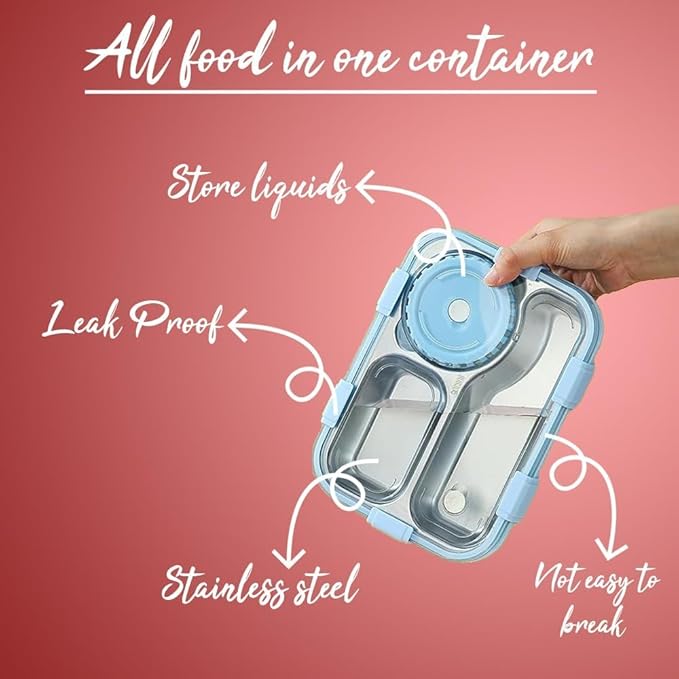 All food in one container
Store liquids
Leak Proof
Stainless steel
Not easy to
break